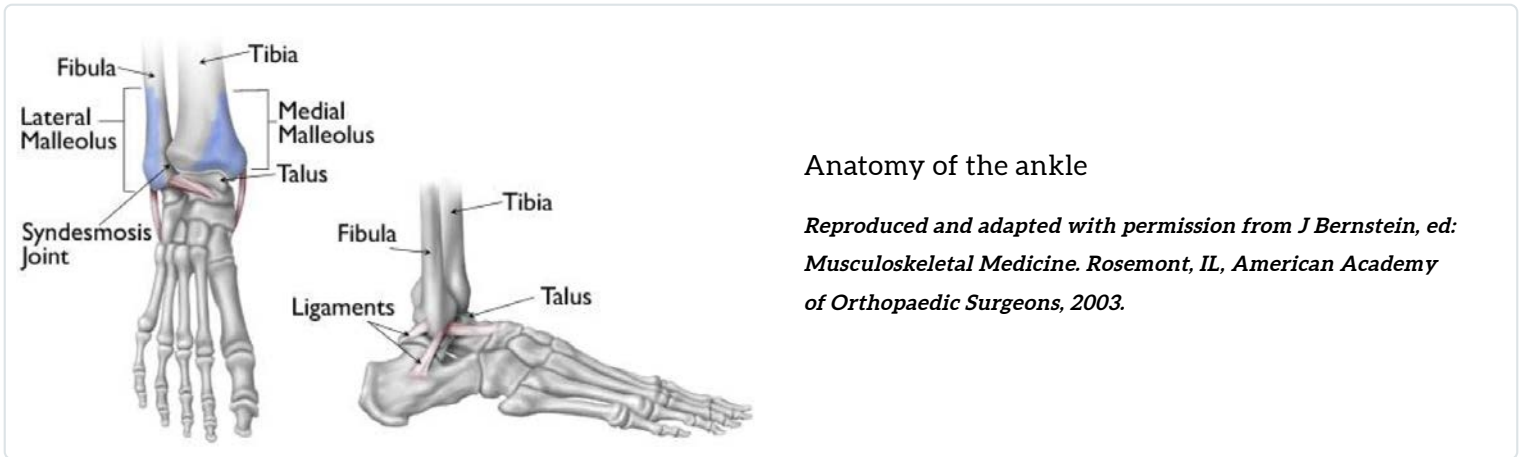 Fibula
Tibia
Lateral
Malleolus
Medial
Malleolus
Talus
Syndesmosis
Joint
Tibia
Fibula
Ligaments
Talus
Anatomy of the ankle
Reproduced and adapted with permission from J Bernstein, ed:
Musculoskeletal Medicine. Rosemont, IL, American Academy
of Orthopaedic Surgeons, 2003.